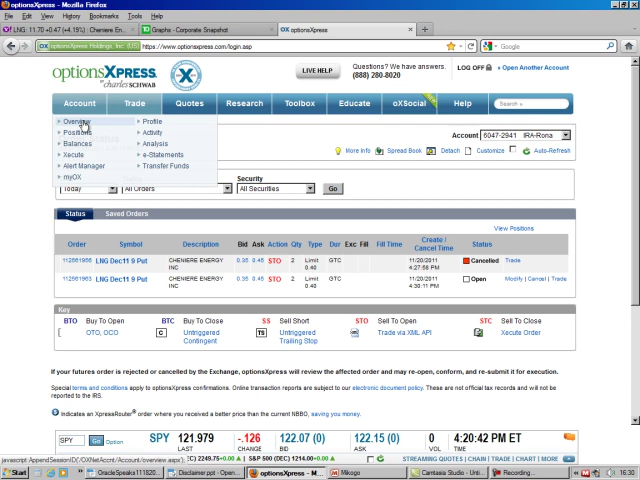 optionsXpress - Mozilla Firefox
File Edit View History Bookmarks Tools Help
LNG: 11.70 +0.47 (+4.19%) Cheniere En...
Graphs - Corporate Snapshot
optionsXpress
optionsXpress Holdings, Inc. (US) https://www.optionsxpress.com/login.asp
Google
optionsXpress.
by charles SCHWAB
LIVE HELP
Questions? We have answers.
(888) 280-8020
LOG OFF
Open Another Account
Account Trade Quotes Research Toolbox Educate oXSocial Help Search
Overview Profile
Positions Activity
Balances Analysis
Xecute e-Statements
Alert Manager Transfer Funds
myOX
Account 6047-2941 IRA-Rona
More Info Spread Book Detach Customize Auto-Refresh
Security
Today All Orders All Securities Go
Status Saved Orders
View Positions
Order Symbol Description Bid Ask Action Qty Type Dur Exc Fill Fill Time Create / Cancel Time Status
112561958 LNG Dec11 9 Put CHENIERE ENERGY INC 0.35 0.45 STO 2 Limit 0.40 GTC 11/20/2011 4:27:58 PM Cancelled Trade
112561963 LNG Dec11 9 Put CHENIERE ENERGY INC 0.35 0.45 STO 2 Limit 0.40 GTC 11/20/2011 4:30:11 PM Open Modify | Cancel | Trade
Key
BTO Buy To Open BTC Buy To Close SS Sell Short STO Sell To Open STC Sell To Close
[ OTO, OCO C Untriggered Contingent TS Untriggered Trailing Stop Trade via XML API Xecute Order
If your futures order is rejected or cancelled by the Exchange, optionsXpress will review the affected order and may re-open, conform, and re-submit it for execution.
Special terms and conditions apply to optionsXpress confirmations. Online transaction reports are subject to our electronic document policy. These are not official tax records and will not be
reported to the IRS.
Indicates an XpressRouter® order where you received a better price than the current NBBO, saving you money.
SPY Go Option SPY 121.979 -.126 122.07 (0) 122.15 (0) 0 4:20:42 PM ET
LAST CHANGE BID ASK VOL TIME
javascript:AppendSessionID('/OXNetAccnt/Account/overview.aspx');
EC) 2249.75+0.00 | S&P 500 (DEC) 1214.00+0.00
STREAMING QUOTES | CHAIN | TRADE | CHART | MORE
Start OracleSpeaks111820... Disclaimer.ppt - Open... optionsXpress - M... Mikogo Camtasia Studio - Unti... Recording... 16:30